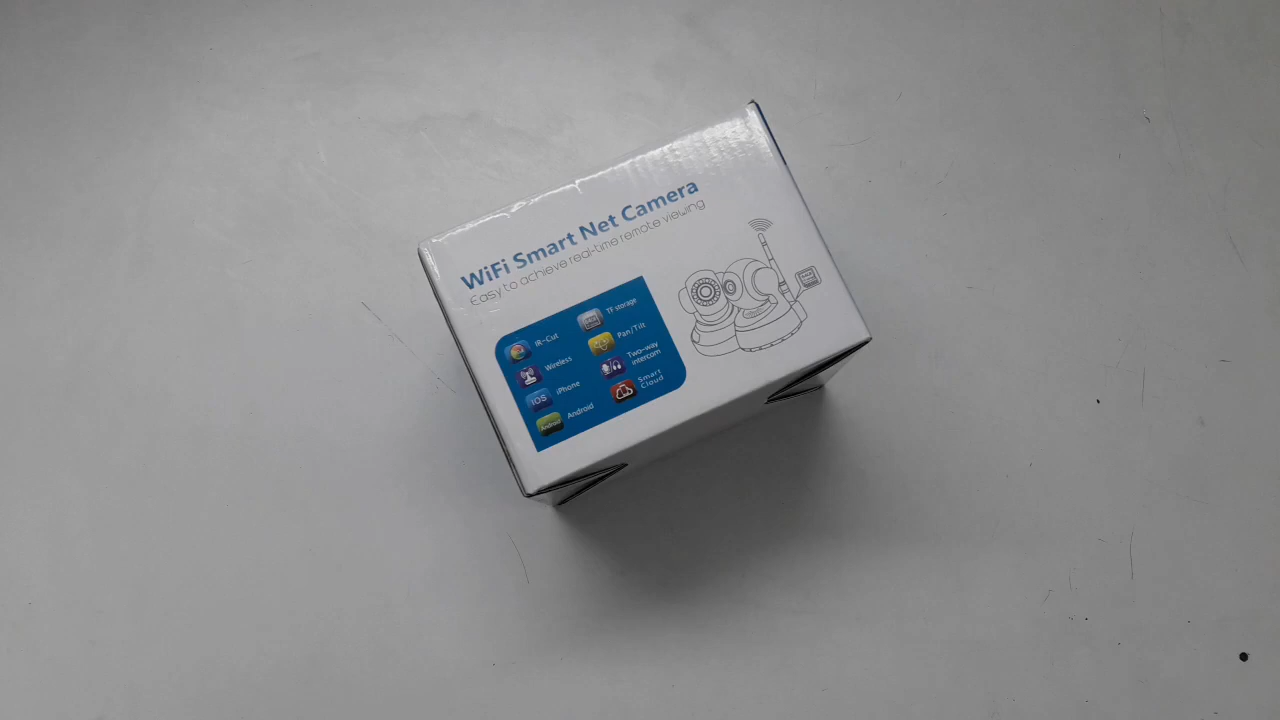 WiFi Smart Net Camera
Easy to achieve real-time remote viewing
IR-Cut
TF storage
Wireless
Pan/Tilt
iOS
iPhone
Two-way
intercom
Android
Android
Smart
Cloud